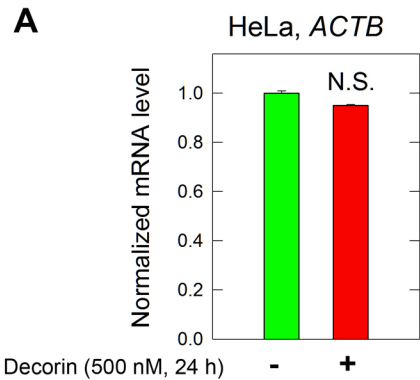 A
HeLa, ACTB
N.S.
Normalized mRNA level
1.0
0.8
0.6
0.4
0.2
0.0
Decorin (500 nM, 24 h) - +